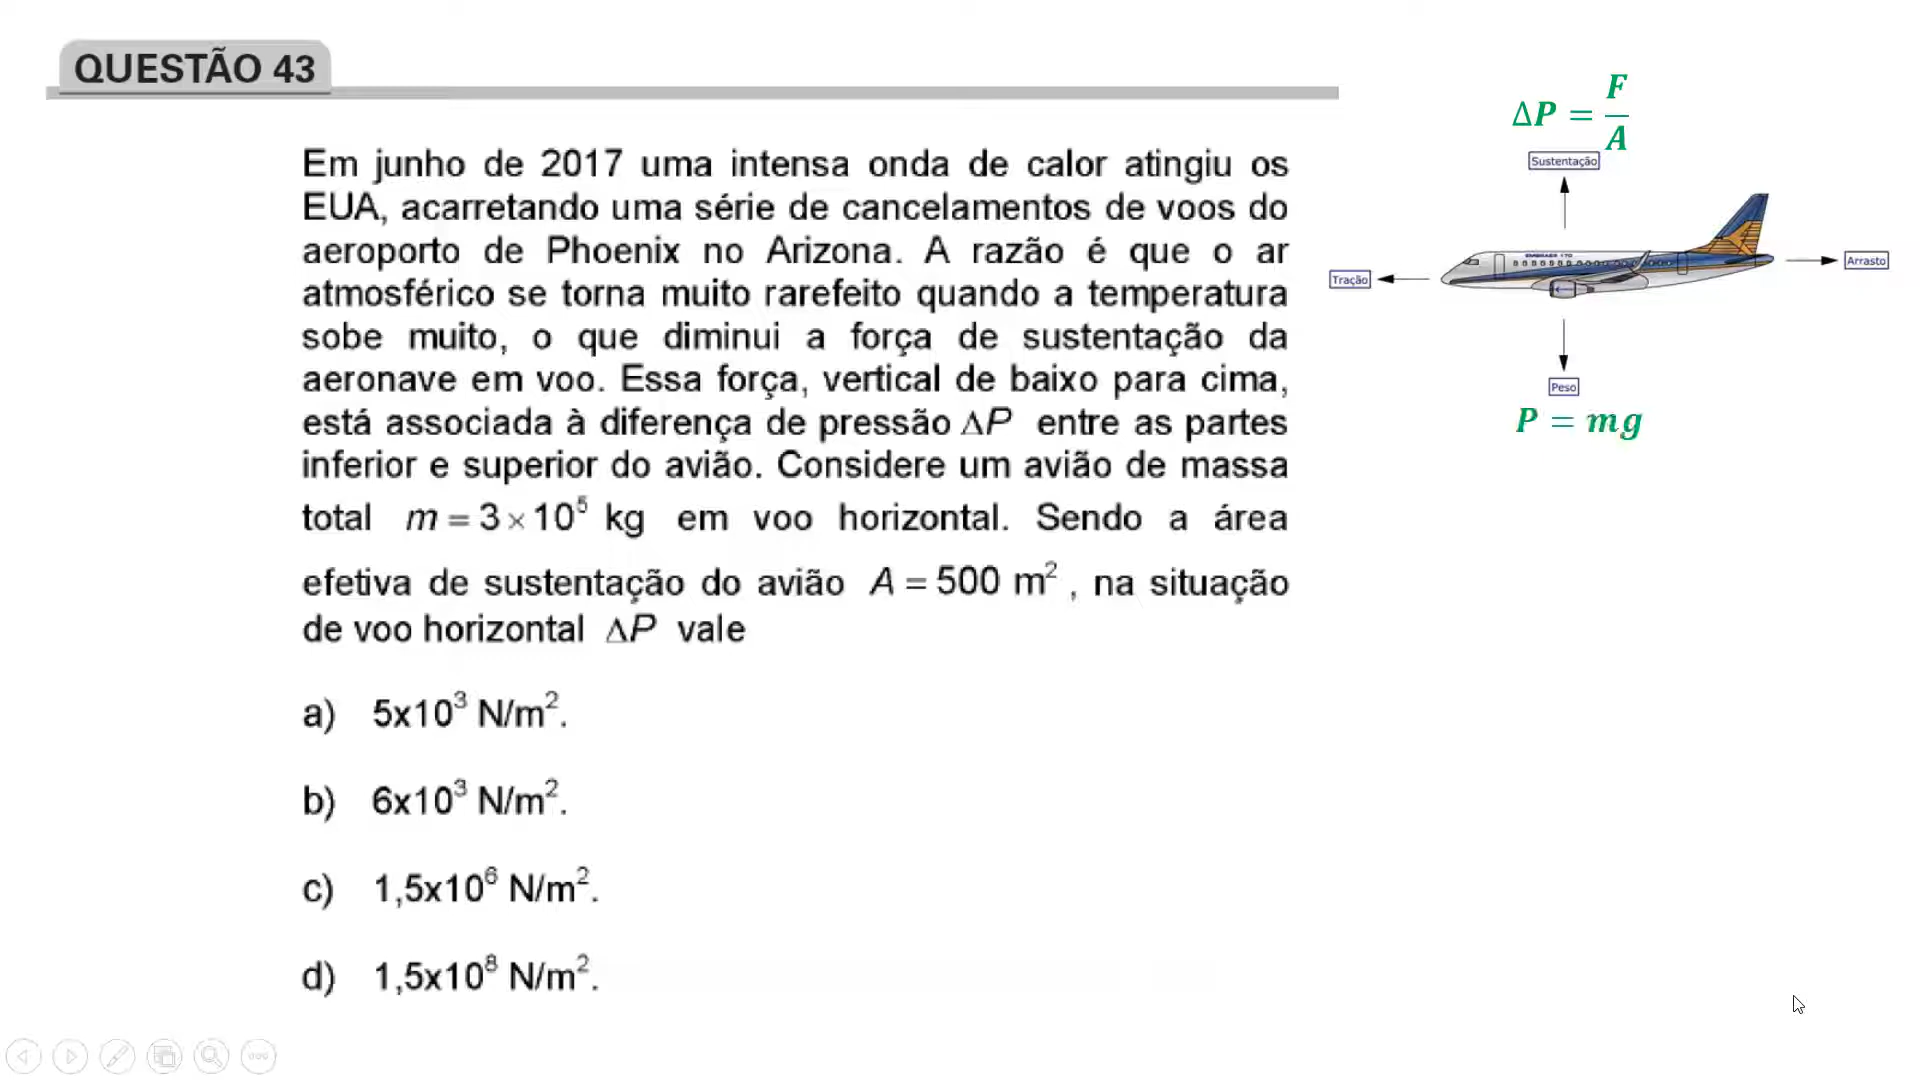 QUESTÃO 43
Em junho de 2017 uma intensa onda de calor atingiu os
EUA, acarretando uma série de cancelamentos de voos do
aeroporto de Phoenix no Arizona. A razão é que o ar
atmosférico se torna muito rarefeito quando a temperatura
sobe muito, o que diminui a força de sustentação da
aeronave em voo. Essa força, vertical de baixo para cima,
está associada à diferença de pressão ΔP entre as partes
inferior e superior do avião. Considere um avião de massa
total m = 3 × 10⁵ kg em voo horizontal. Sendo a área
efetiva de sustentação do avião A = 500 m² , na situação
de voo horizontal ΔP vale
a) 5x10³ N/m².
b) 6x10³ N/m².
c) 1,5x10⁶ N/m².
d) 1,5x10⁸ N/m².
ΔP = F/A
Sustentação
Tração
EMBRAER 170
Arrasto
Peso
P = mg